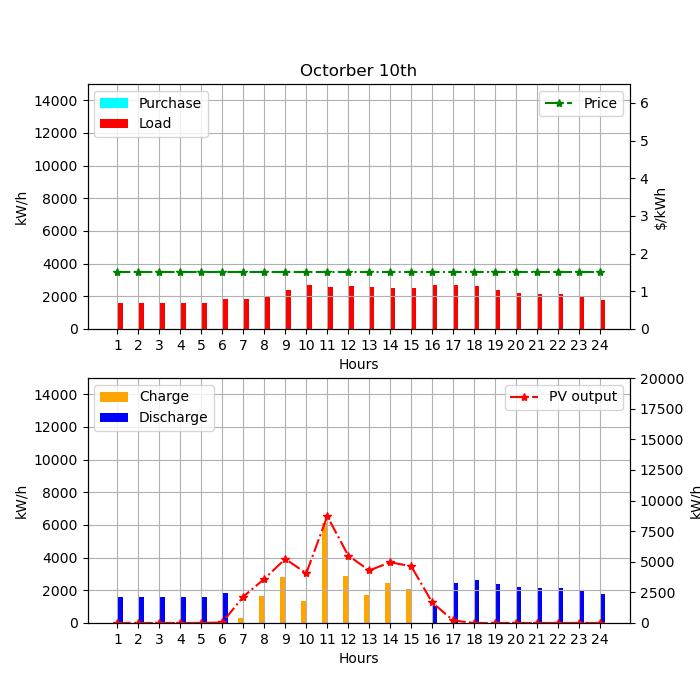 Octorber 10th
Purchase
Load
Price
14000
12000
10000
8000
6000
4000
2000
0
kW/h
6
5
4
3
2
1
0
$/kWh
1 2 3 4 5 6 7 8 9 10 11 12 13 14 15 16 17 18 19 20 21 22 23 24
Hours
Charge
Discharge
PV output
14000
12000
10000
8000
6000
4000
2000
0
kW/h
20000
17500
15000
12500
10000
7500
5000
2500
0
kW/h
1 2 3 4 5 6 7 8 9 10 11 12 13 14 15 16 17 18 19 20 21 22 23 24
Hours